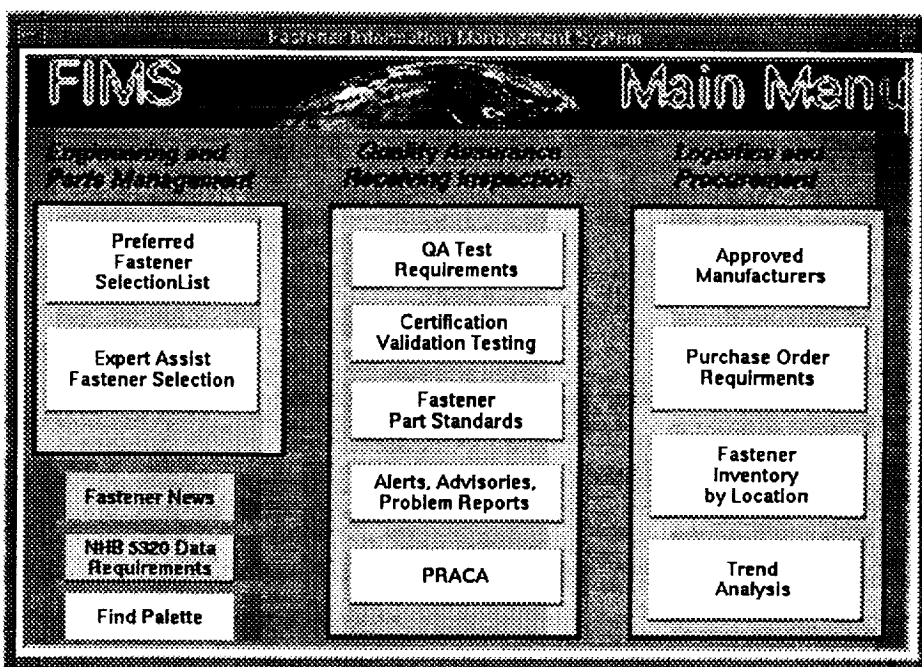 Fastener Information Management System
FIMS
Main Menu
Engineering and
Parts Management
Preferred
Fastener
SelectionList
Expert Assist
Fastener Selection
Fastener News
NHB 5320 Data
Requirements
Find Palette
Quality Assurance
Receiving Inspection
QA Test
Requirements
Certification
Validation Testing
Fastener
Part Standards
Alerts, Advisories,
Problem Reports
PRACA
Logistics and
Procurement
Approved
Manufacturers
Purchase Order
Requirments
Fastener
Inventory
by Location
Trend
Analysis